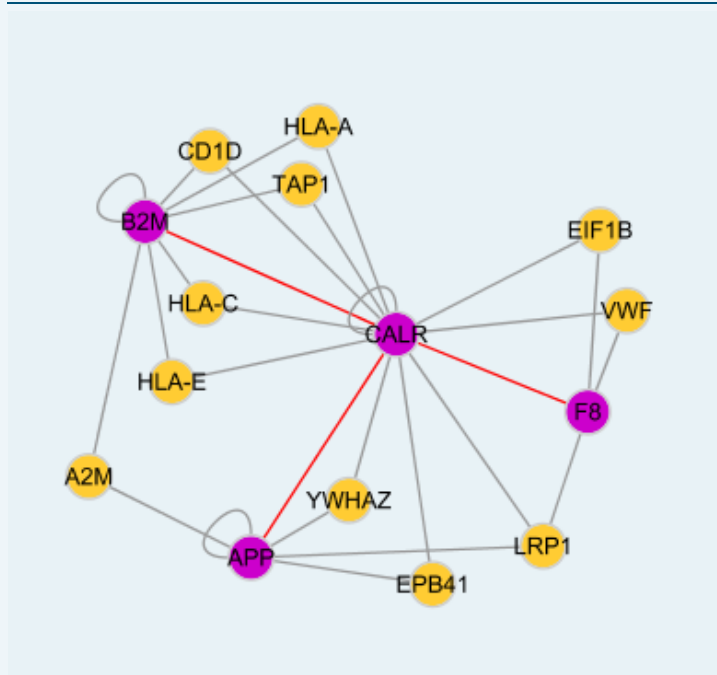 HLA-A
CD1D
TAP1
B2M
EIF1B
HLA-C
VWF
CALR
HLA-E
F8
A2M
YWHAZ
LRP1
APP
EPB41